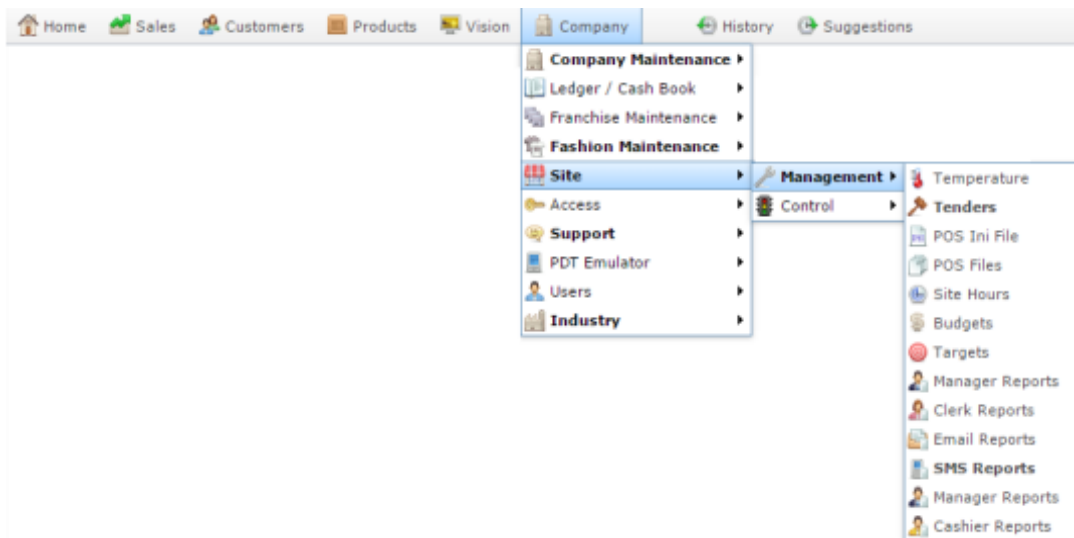 Home Sales Customers Products Vision Company History Suggestions
Company Maintenance
Ledger / Cash Book
Franchise Maintenance
Fashion Maintenance
Site
Access
Support
PDT Emulator
Users
Industry
Management
Control
Temperature
Tenders
POS Ini File
POS Files
Site Hours
Budgets
Targets
Manager Reports
Clerk Reports
Email Reports
SMS Reports
Manager Reports
Cashier Reports